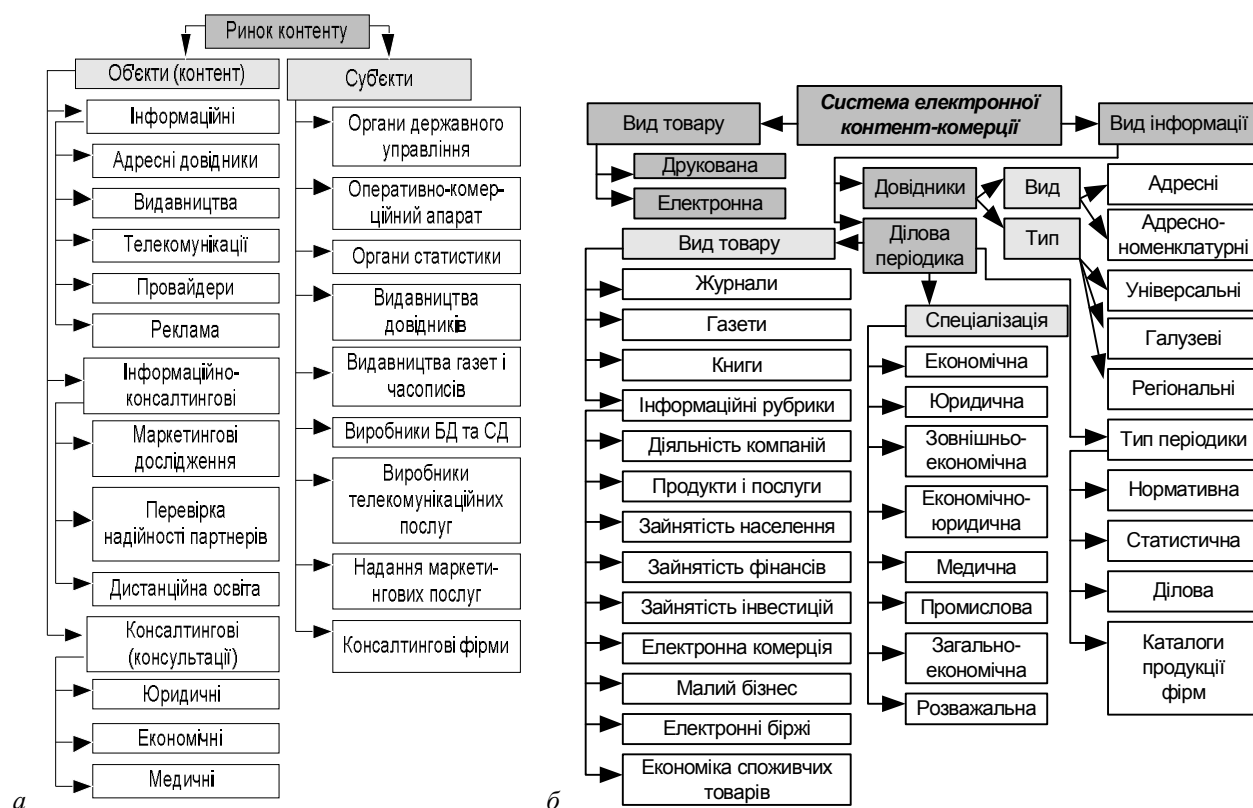 Ринок контенту
Об'єкти (контент)
Інформаційні
Адресні довідники
Видавництва
Телекомунікації
Провайдери
Реклама
Інформаційно-
консалтингові
Маркетингові
дослідження
Перевірка
надійності партнерів
Дистанційна освіта
Консалтингові
(консультації)
Юридичні
Економічні
Медичні
Суб'єкти
Органи державного
управління
Оперативно-комер-
ційний апарат
Органи статистики
Видавництва
довідників
Видавництва газет і
часописів
Виробники БД та СД
Виробники
телекомунікаційних
послуг
Надання маркети-
нгових послуг
Консалтингові фірми
а
Система електронної
контент-комерції
Вид товару
Друкована
Електронна
Вид товару
Журнали
Газети
Книги
Інформаційні рубрики
Діяльність компаній
Продукти і послуги
Зайнятість населення
Зайнятість фінансів
Зайнятість інвестицій
Електронна комерція
Малий бізнес
Електронні біржі
Економіка споживчих
товарів
Довідники
Ділова
періодика
Спеціалізація
Економічна
Юридична
Зовнішньо-
економічна
Економічно-
юридична
Медична
Промислова
Загально-
економічна
Розважальна
Вид
Тип
Вид інформації
Адресні
Адресно-
номенклатурні
Універсальні
Галузеві
Регіональні
Тип періодики
Нормативна
Статистична
Ділова
Каталоги
продукції
фірм
б